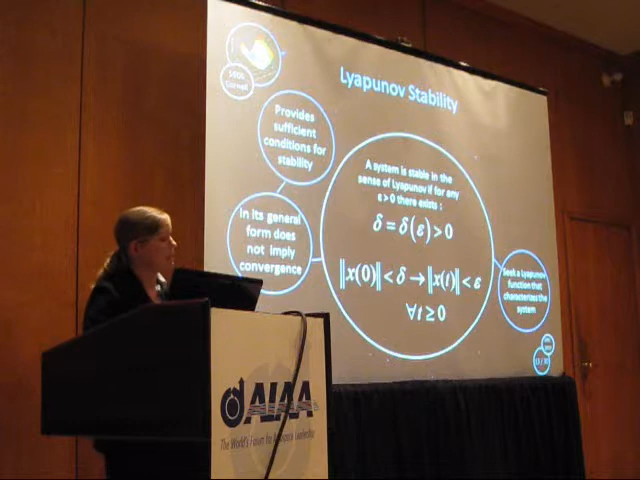 SSDS
Cornell
Lyapunov Stability
Provides
sufficient
conditions for
stability
A system is stable in the
sense of Lyapunov if for any
ε > 0 there exists :
δ = δ(ε) > 0
‖x(0)‖ < δ → ‖x(t)‖ < ε
∀t ≥ 0
In its general
form does
not imply
convergence
Seek a Lyapunov
function that
characterizes the
system
AIAA
The World's Forum for Aerospace Leadership